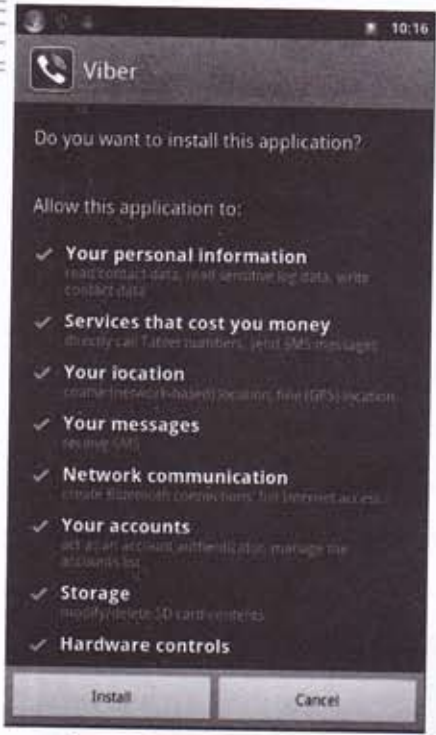 10:16
Viber
Do you want to install this application?
Allow this application to:
Your personal information
read contact data, read sensitive log data, write
contact data
Services that cost you money
directly call Tablet numbers, send SMS messages
Your location
coarse (network-based) location, fine (GPS) location
Your messages
receive SMS
Network communication
create Bluetooth connections, full Internet access
Your accounts
act as an account authenticator, manage the
accounts list
Storage
modify/delete SD card contents
Hardware controls
Install
Cancel